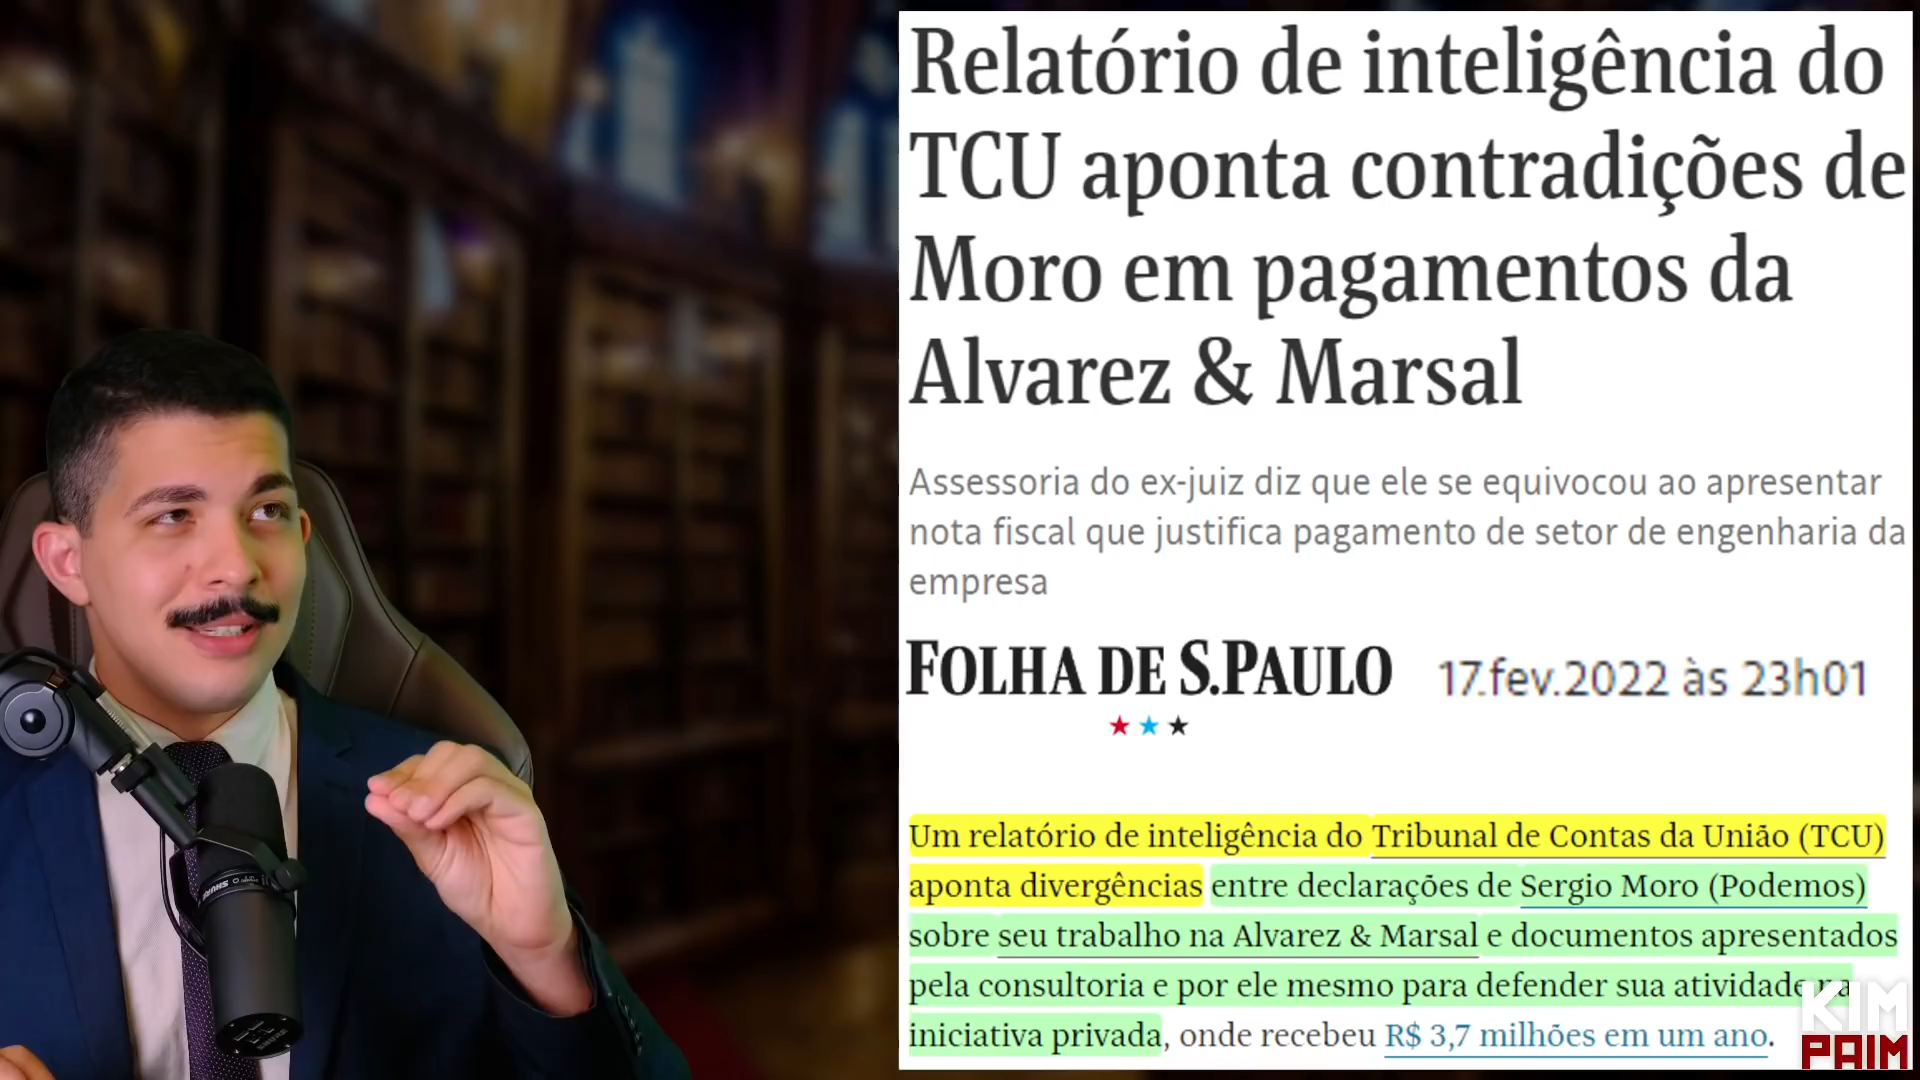 Relatório de inteligência do
TCU aponta contradições de
Moro em pagamentos da
Alvarez & Marsal
Assessoria do ex-juiz diz que ele se equivocou ao apresentar
nota fiscal que justifica pagamento de setor de engenharia da
empresa
FOLHA DE S.PAULO
17.fev.2022 às 23h01
Um relatório de inteligência do Tribunal de Contas da União (TCU)
aponta divergências entre declarações de Sergio Moro (Podemos)
sobre seu trabalho na Alvarez & Marsal e documentos apresentados
pela consultoria e por ele mesmo para defender sua atividade na
iniciativa privada, onde recebeu R$ 3,7 milhões em um ano.
KIM
PAIM
SHURE